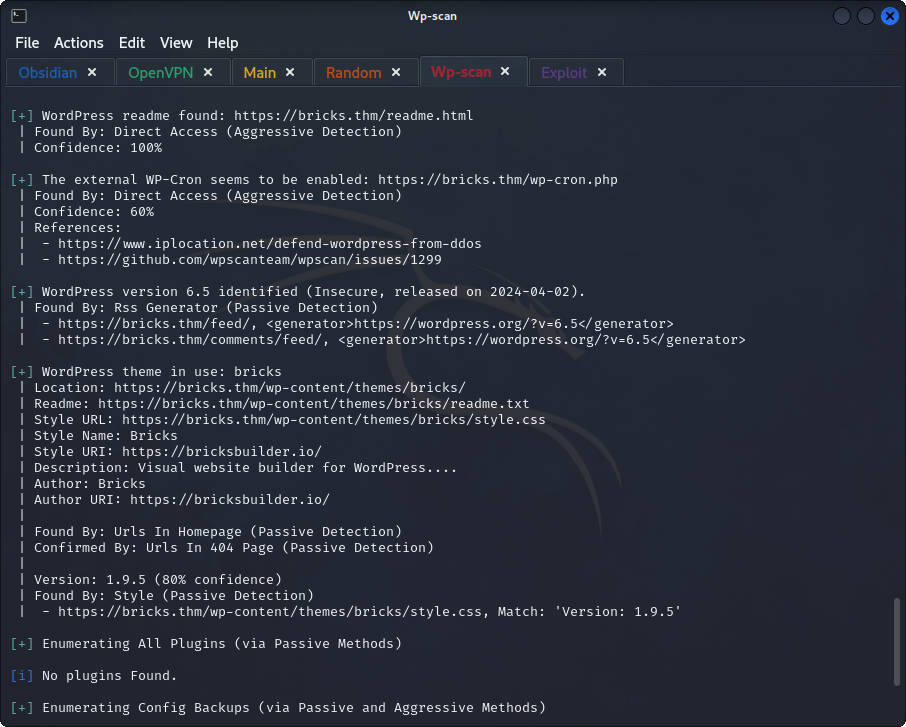 Wp-scan
File Actions Edit View Help
Obsidian × OpenVPN × Main × Random × Wp-scan × Exploit ×
[+] WordPress readme found: https://bricks.thm/readme.html
| Found By: Direct Access (Aggressive Detection)
| Confidence: 100%
[+] The external WP-Cron seems to be enabled: https://bricks.thm/wp-cron.php
| Found By: Direct Access (Aggressive Detection)
| Confidence: 60%
| References:
|  - https://www.iplocation.net/defend-wordpress-from-ddos
|  - https://github.com/wpscanteam/wpscan/issues/1299
[+] WordPress version 6.5 identified (Insecure, released on 2024-04-02).
| Found By: Rss Generator (Passive Detection)
|  - https://bricks.thm/feed/, <generator>https://wordpress.org/?v=6.5</generator>
|  - https://bricks.thm/comments/feed/, <generator>https://wordpress.org/?v=6.5</generator>
[+] WordPress theme in use: bricks
| Location: https://bricks.thm/wp-content/themes/bricks/
| Readme: https://bricks.thm/wp-content/themes/bricks/readme.txt
| Style URL: https://bricks.thm/wp-content/themes/bricks/style.css
| Style Name: Bricks
| Style URI: https://bricksbuilder.io/
| Description: Visual website builder for WordPress....
| Author: Bricks
| Author URI: https://bricksbuilder.io/
|
| Found By: Urls In Homepage (Passive Detection)
| Confirmed By: Urls In 404 Page (Passive Detection)
|
| Version: 1.9.5 (80% confidence)
| Found By: Style (Passive Detection)
|  - https://bricks.thm/wp-content/themes/bricks/style.css, Match: 'Version: 1.9.5'
[+] Enumerating All Plugins (via Passive Methods)
[i] No plugins Found.
[+] Enumerating Config Backups (via Passive and Aggressive Methods)